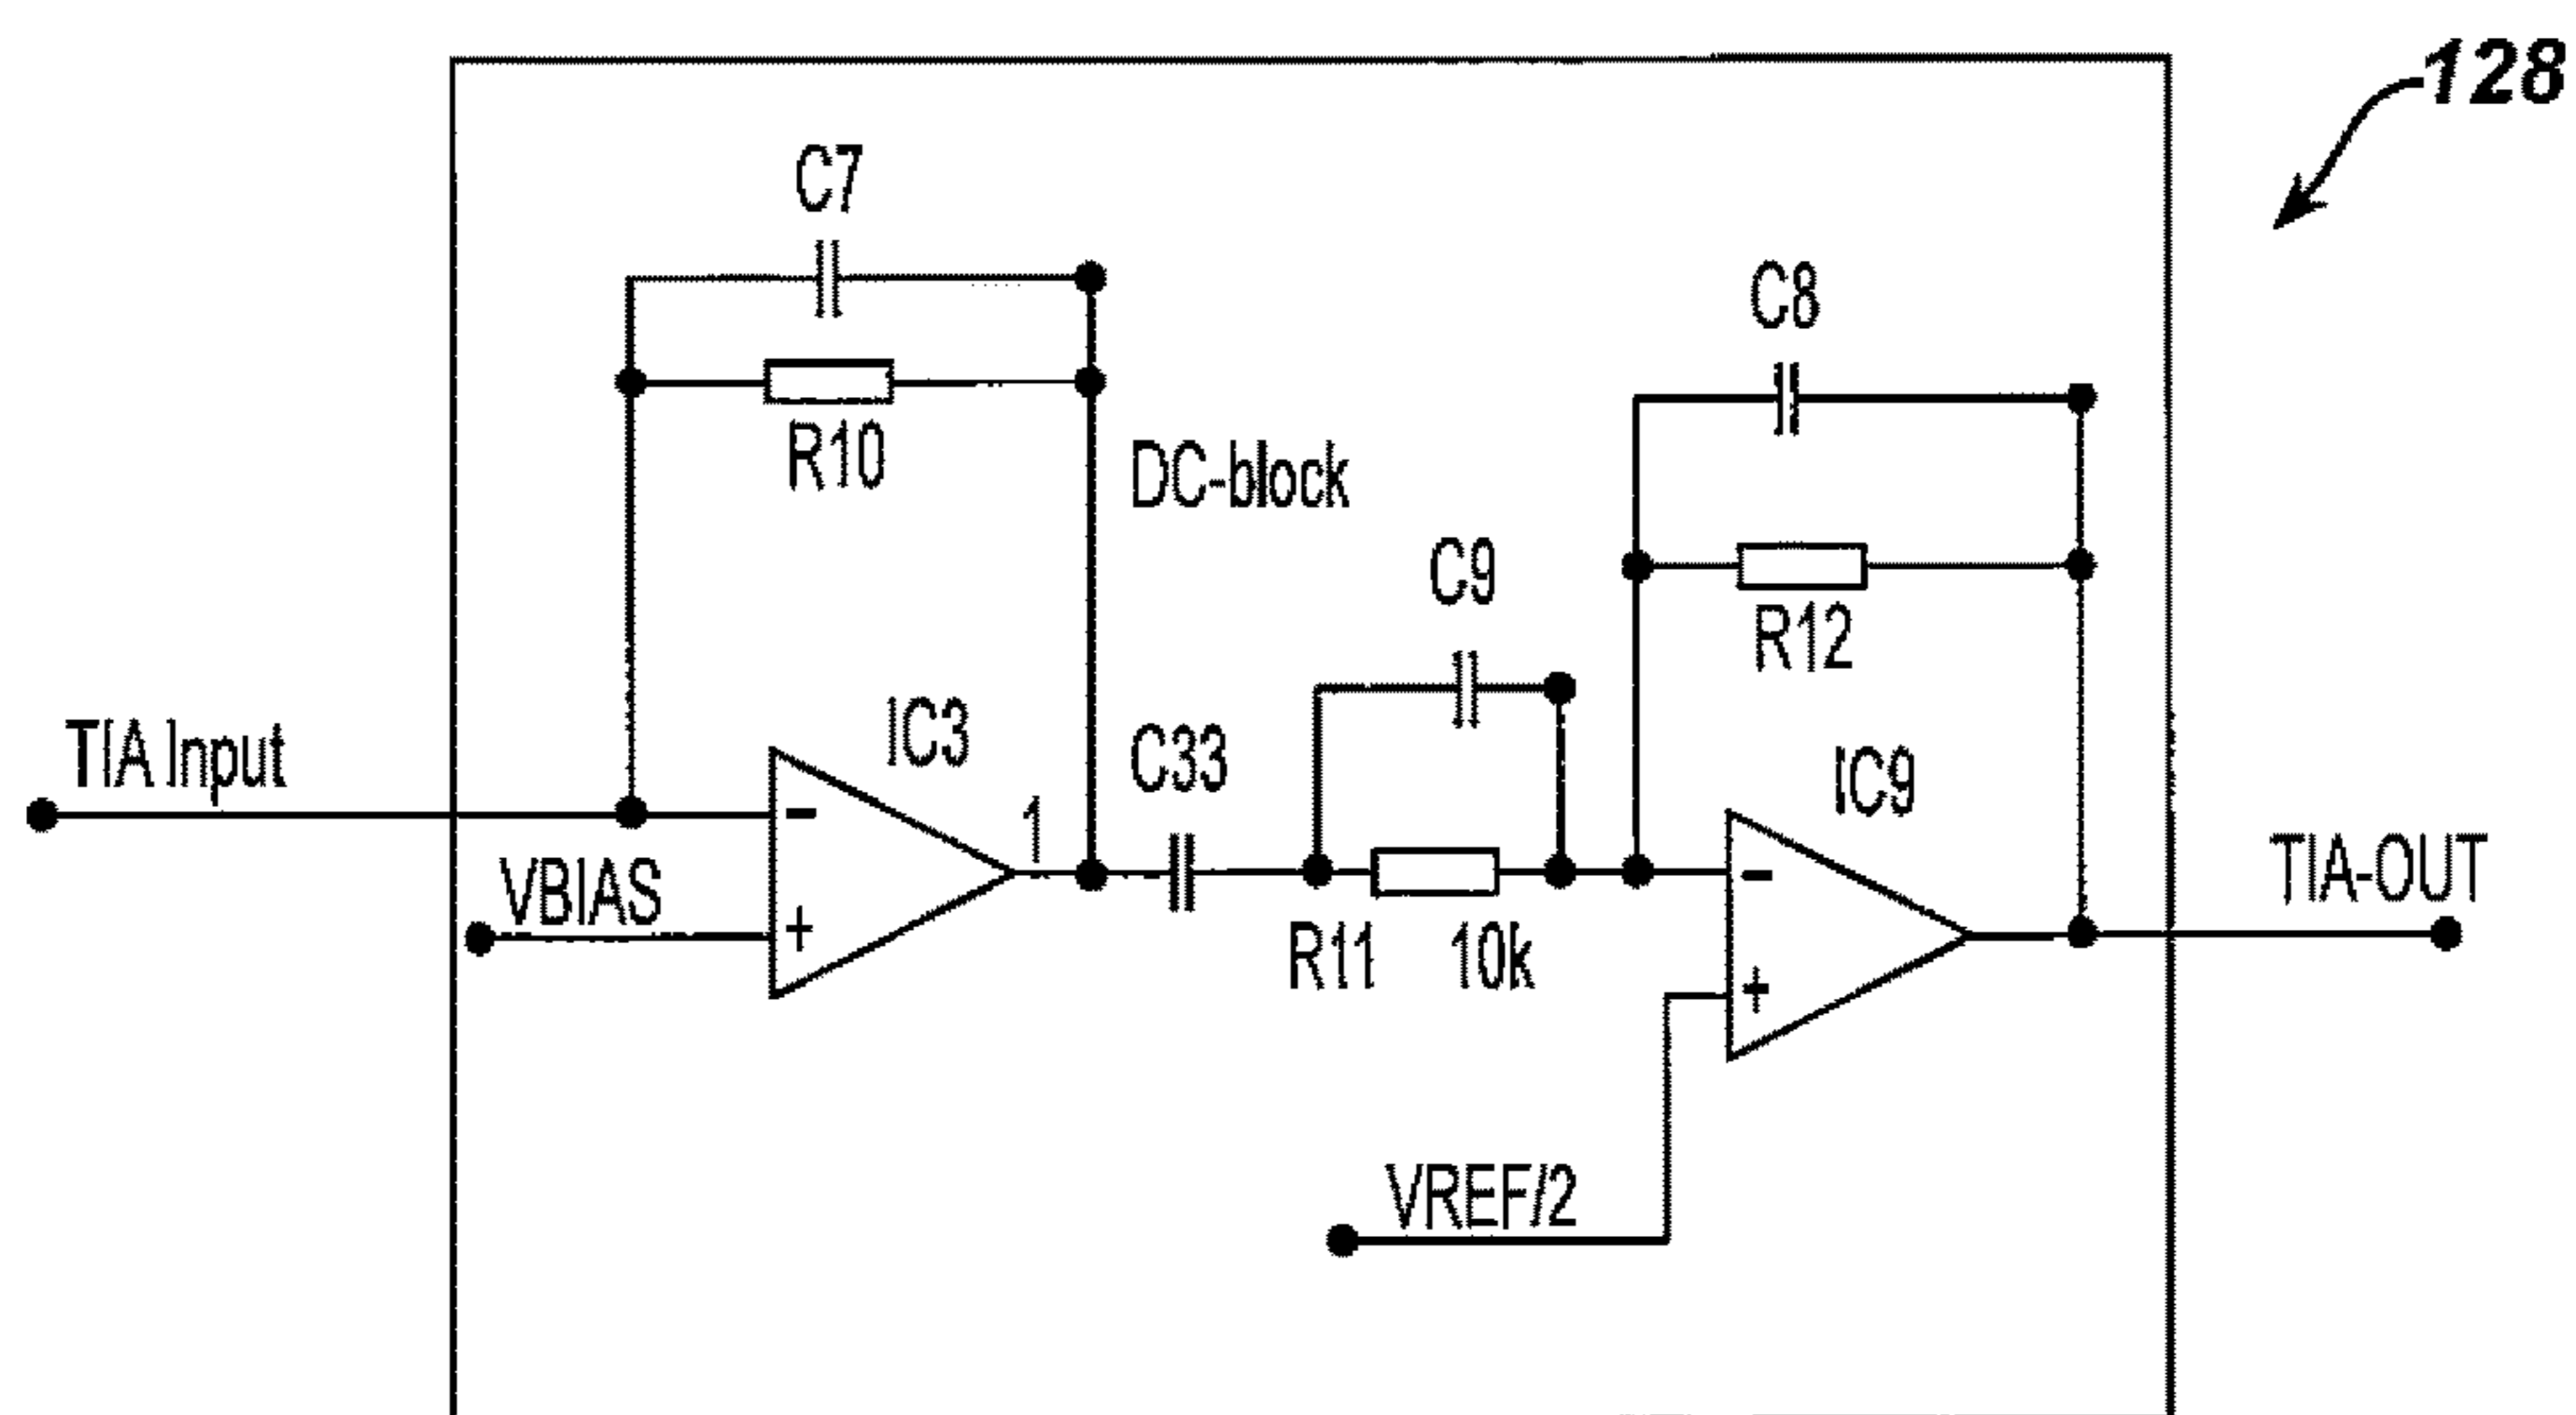 128
C7
C8
R10
DC-block
C9
R12
IC3
TIA Input
C33
IC9
1
VBIAS
TIA-OUT
-
+
R11 10k
-
+
VREF/2